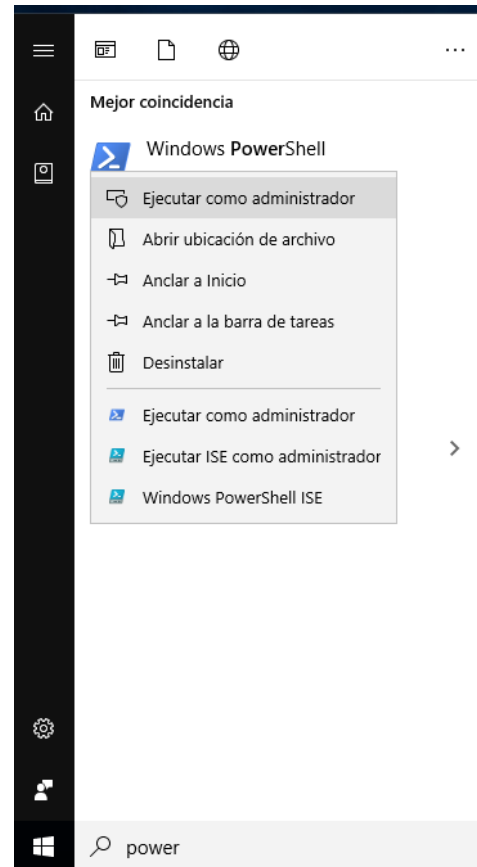 Mejor coincidencia
Windows PowerShell
Ejecutar como administrador
Abrir ubicación de archivo
Anclar a Inicio
Anclar a la barra de tareas
Desinstalar
Ejecutar como administrador
Ejecutar ISE como administrador
Windows PowerShell ISE
power